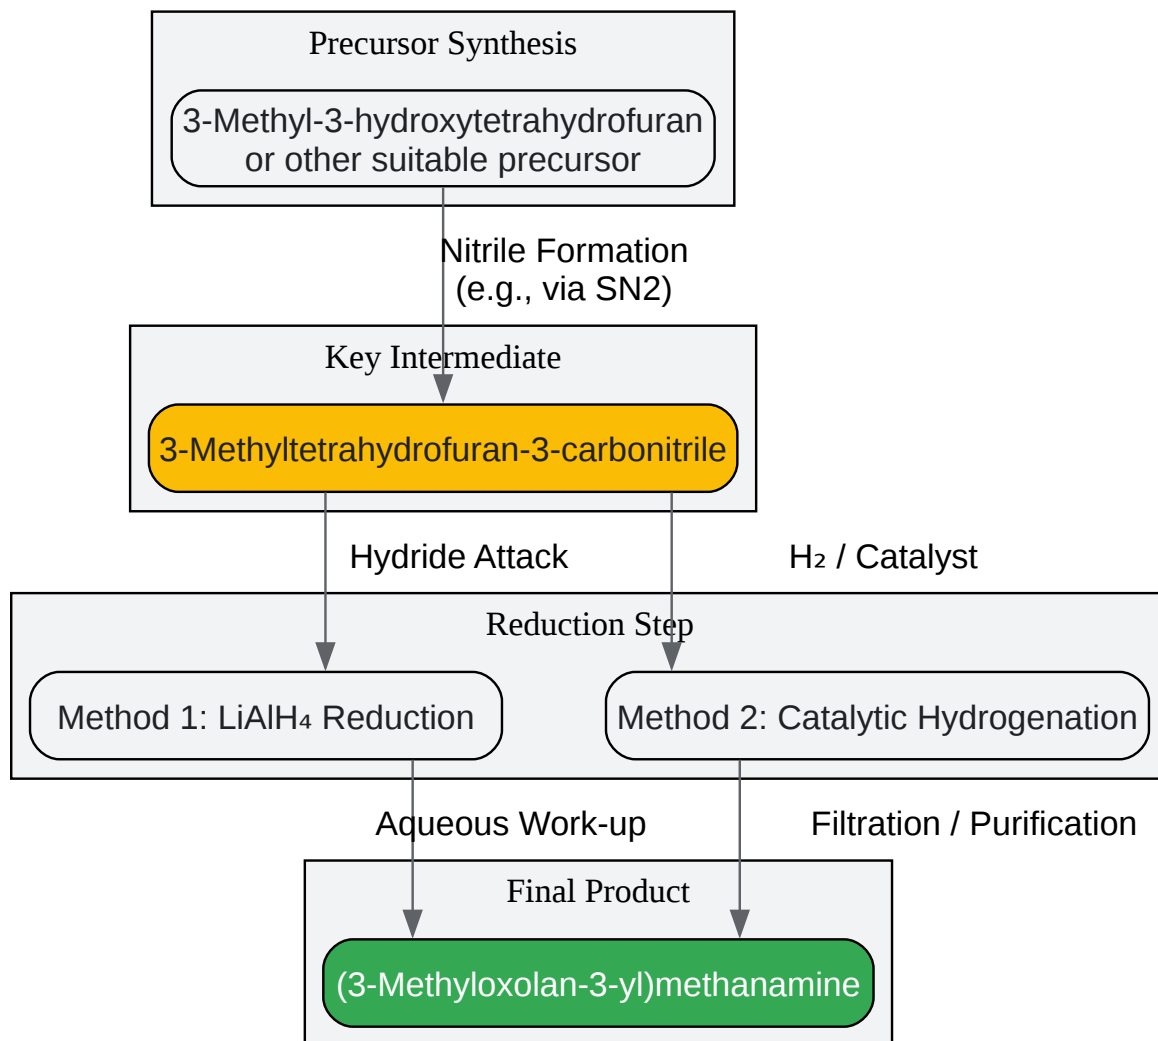 Precursor Synthesis
3-Methyl-3-hydroxytetrahydrofuran
or other suitable precursor
Nitrile Formation
(e.g., via SN2)
Key Intermediate
3-Methyltetrahydrofuran-3-carbonitrile
Hydride Attack
H₂ / Catalyst
Reduction Step
Method 1: LiAlH₄ Reduction
Method 2: Catalytic Hydrogenation
Aqueous Work-up
Filtration / Purification
Final Product
(3-Methyloxolan-3-yl)methanamine